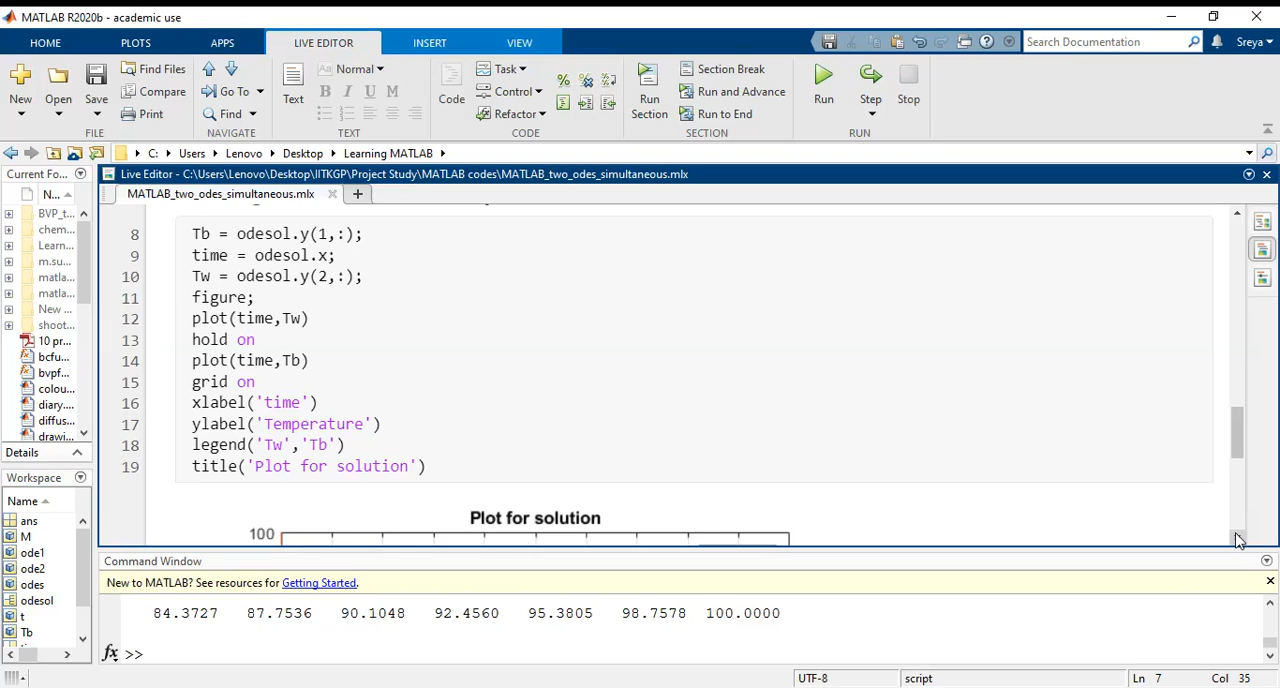 MATLAB R2020b - academic use
HOME PLOTS APPS LIVE EDITOR INSERT VIEW Search Documentation Sreya
New Open Save Find Files Compare Print FILE
Go To Find NAVIGATE
Text Aa Normal B I U M TEXT
Code Task Control Refactor CODE
Run Section Section Break Run and Advance Run to End SECTION
Run Step Stop RUN
C: Users Lenovo Desktop Learning MATLAB
Current Fo... Live Editor - C:\Users\Lenovo\Desktop\IITKGP\Project Study\MATLAB codes\MATLAB_two_odes_simultaneous.mlx
N... MATLAB_two_odes_simultaneous.mlx
BVP_t...
chem...
Learn...
m.su...
matla...
matla...
New ...
shoot...
10 pr...
bcfu...
bvpf...
colou...
diary....
diffus...
drawi...
Details
Workspace
Name
ans
M
ode1
ode2
odes
odesol
t
Tb
8 Tb = odesol.y(1,:);
9 time = odesol.x;
10 Tw = odesol.y(2,:);
11 figure;
12 plot(time,Tw)
13 hold on
14 plot(time,Tb)
15 grid on
16 xlabel('time')
17 ylabel('Temperature')
18 legend('Tw','Tb')
19 title('Plot for solution')
Plot for solution
100
Command Window
New to MATLAB? See resources for Getting Started.
84.3727 87.7536 90.1048 92.4560 95.3805 98.7578 100.0000
fx >>
UTF-8 script Ln 7 Col 35